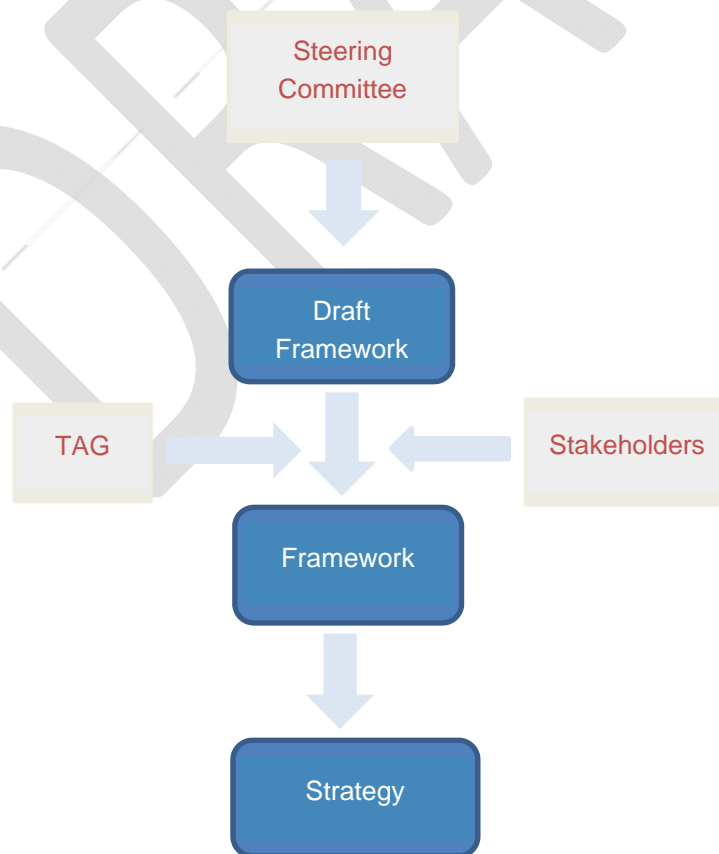 Steering
Committee
Draft
Framework
TAG
Stakeholders
Framework
Strategy